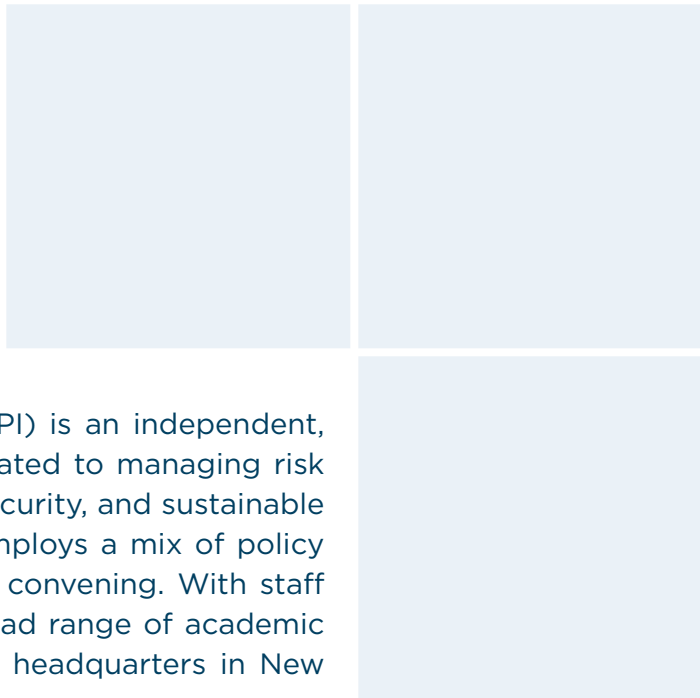 PI) is an independent,
ated to managing risk
curity, and sustainable
mploys a mix of policy
convening. With staff
ad range of academic
headquarters in New